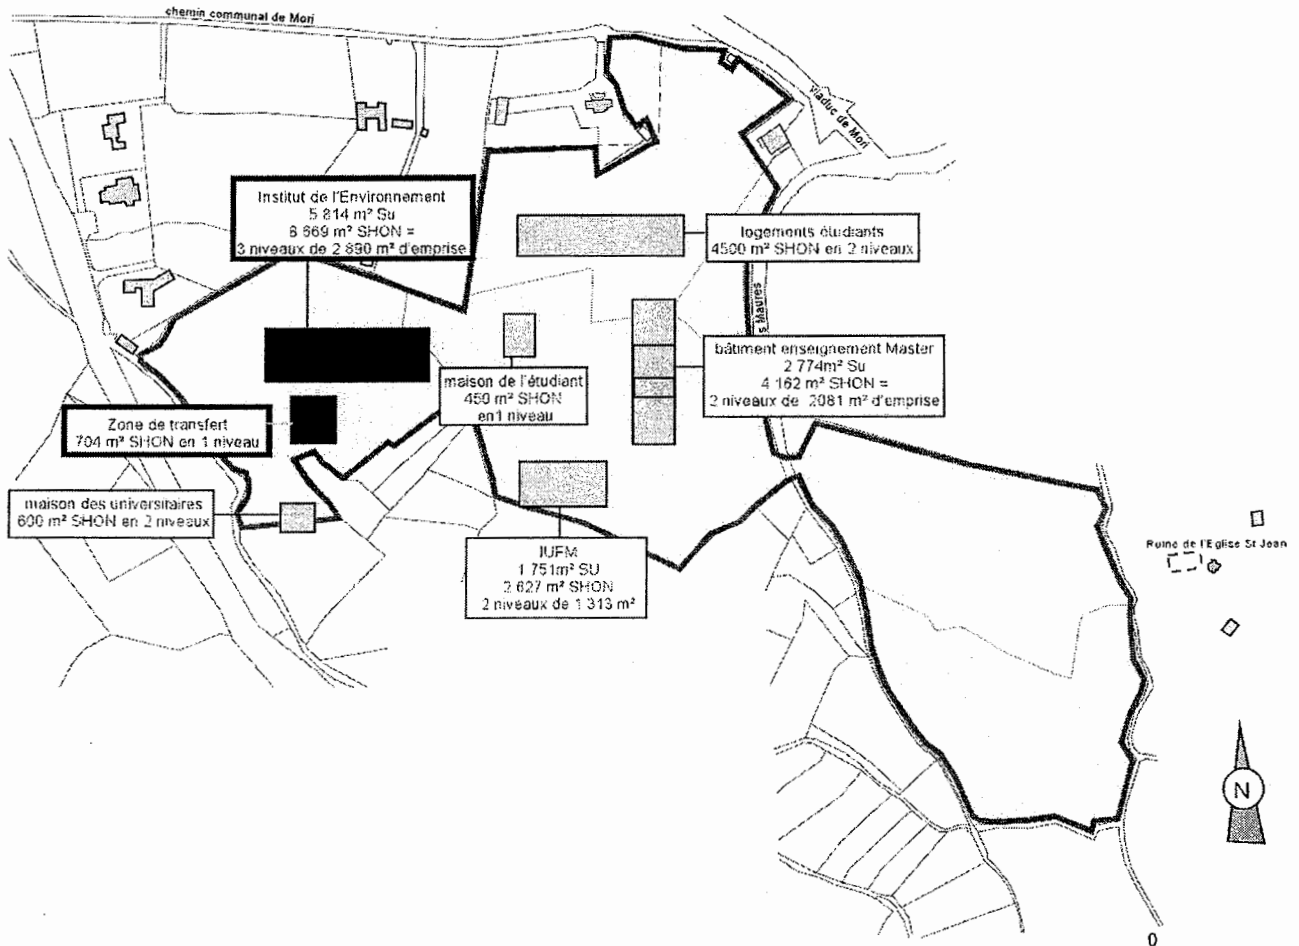 chemin communal de Mori
viaduc de Mori
Institut de l'Environnement
5 814 m² Su
8 669 m² SHON =
3 niveaux de 2 890 m² d'emprise
logements étudiants
4500 m² SHON en 2 niveaux
s Maures
bâtiment enseignement Master
2 774m² Su
4 162 m² SHON =
2 niveaux de 2081 m² d'emprise
maison de l'étudiant
450 m² SHON
en 1 niveau
Zone de transfert
704 m² SHON en 1 niveau
maison des universitaires
600 m² SHON en 2 niveaux
IUFM
1 751m² SU
2 627 m² SHON
2 niveaux de 1 313 m²
Ruine de l'Eglise St Jean
N
0